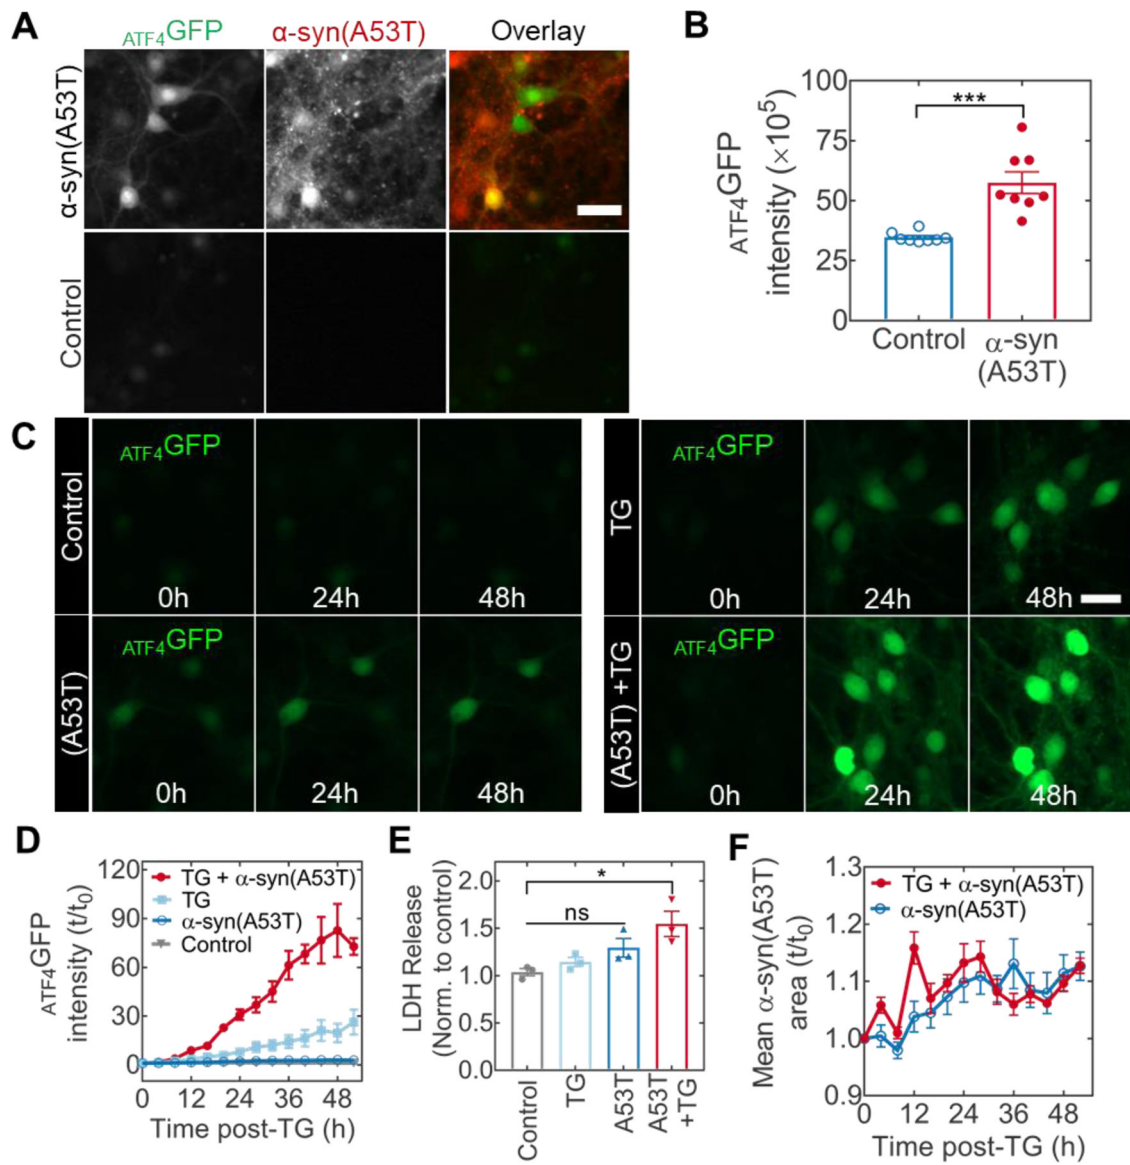 A
ATF4GFP
α-syn(A53T)
Overlay
α-syn(A53T)
Control
B
ATF4GFP
intensity (×10⁵)
100
75
50
25
0
***
Control
α-syn
(A53T)
C
Control
ATF4GFP
0h
24h
48h
TG
ATF4GFP
0h
24h
48h
(A53T)
ATF4GFP
0h
24h
48h
(A53T) +TG
ATF4GFP
0h
24h
48h
D
ATF4GFP
intensity (t/t₀)
120
90
60
30
0
TG + α-syn(A53T)
TG
α-syn(A53T)
Control
0 12 24 36 48
Time post-TG (h)
E
LDH Release
(Norm. to control)
2.0
1.5
1.0
0.5
0.0
*
ns
Control
TG
A53T
A53T
+TG
F
Mean α-syn(A53T)
area (t/t₀)
1.3
1.2
1.1
1.0
0.9
TG + α-syn(A53T)
α-syn(A53T)
0 12 24 36 48
Time post-TG (h)